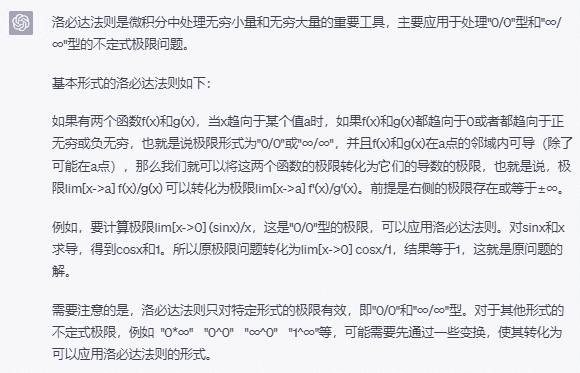 洛必达法则是微积分中处理无穷小量和无穷大量的重要工具，主要应用于处理"0/0"型和"∞/
∞"型的不定式极限问题。
基本形式的洛必达法则如下：
如果有两个函数f(x)和g(x)，当x趋向于某个值a时，如果f(x)和g(x)都趋向于0或者都趋向于正
无穷或负无穷，也就是说极限形式为"0/0"或"∞/∞"，并且f(x)和g(x)在a点的邻域内可导（除了
可能在a点），那么我们就可以将这两个函数的极限转化为它们的导数的极限，也就是说，极
限lim[x->a] f(x)/g(x) 可以转化为极限lim[x->a] f'(x)/g'(x)。前提是右侧的极限存在或等于±∞。
例如，要计算极限lim[x->0] (sinx)/x，这是"0/0"型的极限，可以应用洛必达法则。对sinx和x
求导，得到cosx和1。所以原极限问题转化为lim[x->0] cosx/1，结果等于1，这就是原问题的
解。
需要注意的是，洛必达法则只对特定形式的极限有效，即"0/0"和"∞/∞"型。对于其他形式的
不定式极限，例如 "0*∞" "0^0" "∞^0" "1^∞"等，可能需要先通过一些变换，使其转化为
可以应用洛必达法则的形式。